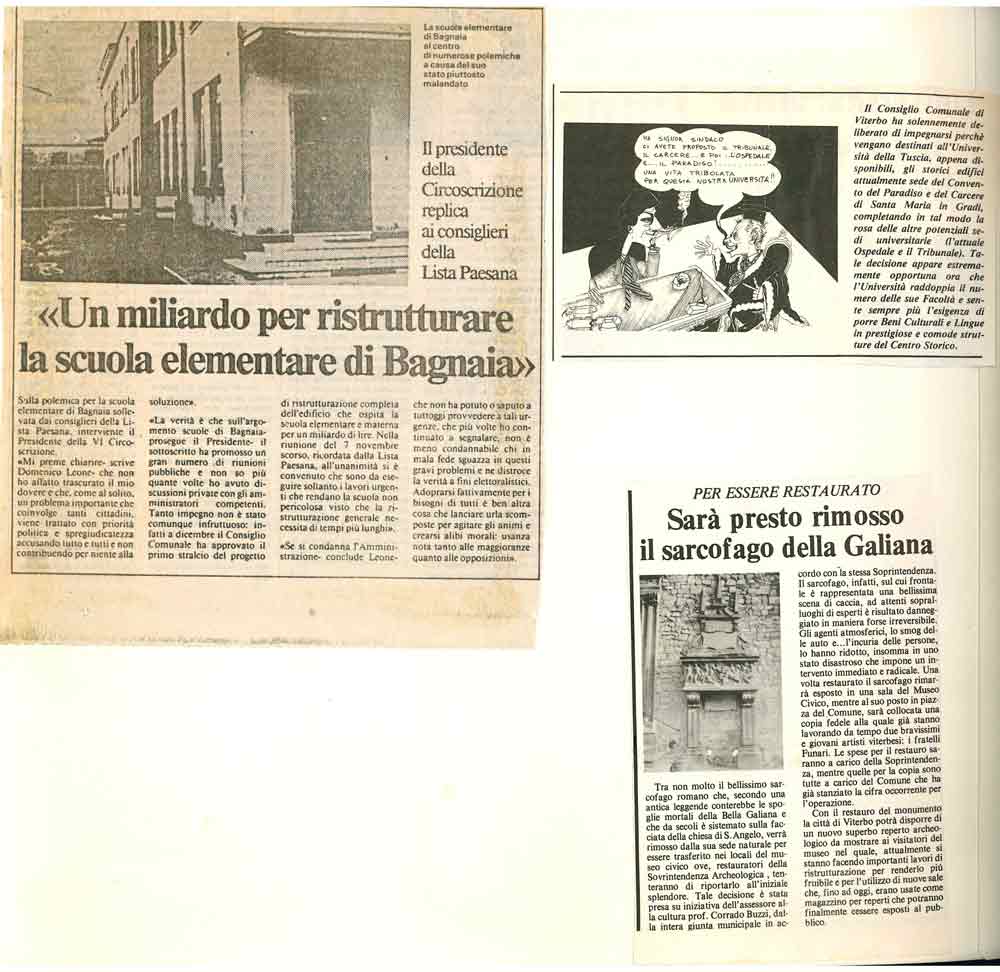 La scuola elementare
di Bagnaia
al centro
di numerose polemiche
a causa del suo
stato piuttosto
malandato
Il presidente
della
Circoscrizione
replica
ai consiglieri
della
Lista Paesana
«Un miliardo per ristrutturare
la scuola elementare di Bagnaia»
Sulla polemica per la scuola
elementare di Bagnaia solle-
vata dai consiglieri della Li-
sta Paesana, interviene il
Presidente della VI Circo-
scrizione.
«Mi preme chiarire- scrive
Domenico Leone- che non
ho affatto trascurato il mio
dovere e che, come al solito,
un problema importante che
coinvolge tanti cittadini,
viene trattato con priorità
politica e spregiudicatezza
accusando tutto e tutti e non
contribuendo per niente alla
soluzione».
«La verità è che sull'argo-
mento scuole di Bagnaia-
prosegue il Presidente- il
sottoscritto ha promosso un
gran numero di riunioni
pubbliche e non so più
quante volte ho avuto di-
scussioni private con gli am-
ministratori competenti.
Tanto impegno non è stato
comunque infruttuoso: in-
fatti a dicembre il Consiglio
Comunale ha approvato il
primo stralcio del progetto
di ristrutturazione completa
dell'edificio che ospita la
scuola elementare e materna
per un miliardo di lire. Nella
riunione del 7 novembre
scorso, ricordata dalla Lista
Paesana, all'unanimità si è
convenuto che sono da ese-
guire soltanto i lavori urgen-
ti che rendano la scuola non
pericolosa visto che la ri-
strutturazione generale ne-
cessita di tempi più lunghi».
«Se si condanna l'Ammini-
strazione- conclude Leone-
che non ha potuto o saputo a
tuttoggi provvedere a tali ur-
genze, che più volte ho con-
tinuato a segnalare, non è
meno condannabile chi in
mala fede sguazza in questi
gravi problemi e ne distroce
la verità a fini elettoralistici.
Adoprarsi fattivamente per i
bisogni di tutti è ben altra
cosa che lanciare urla scom-
poste per agitare gli animi e
crearsi alibi morali: usanza
nota tanto alle maggioranze
quanto alle opposizioni».
HA SIGNOR SINDACO
CI AVETE PROPOSTO IL TRIBUNALE,
IL CARCERE... E POI... L'OSPEDALE
E.... IL PARADISO!............
UNA VITA TRIBOLATA
PER QUESTA NOSTRA UNIVERSITÀ!!
Il Consiglio Comunale di
Viterbo ha solennemente de-
liberato di impegnarsi perchè
vengano destinati all'Univer-
sità della Tuscia, appena di-
sponibili, gli storici edifici
attualmente sede del Convento
del Paradiso e del Carcere
di Santa Maria in Gradi,
completando in tal modo la
rosa delle altre potenziali se-
di universitarie (l'attuale
Ospedale e il Tribunale). Ta-
le decisione appare estrema-
mente opportuna ora che
l'Università raddoppia il nu-
mero delle sue Facoltà e sen-
te sempre più l'esigenza di
porre Beni Culturali e Lingue
in prestigiose e comode strut-
ture del Centro Storico.
PER ESSERE RESTAURATO
Sarà presto rimosso
il sarcofago della Galiana
Tra non molto il bellissimo sar-
cofago romano che, secondo una
antica leggende conterebbe le spo-
glie mortali della Bella Galiana e
che da secoli è sistemato sulla fac-
ciata della chiesa di S. Angelo, verrà
rimosso dalla sua sede naturale per
essere trasferito nei locali del mu-
seo civico ove, restauratori della
Sovrintendenza Archeologica , ten-
teranno di riportarlo all'iniziale
splendore. Tale decisione è stata
presa su iniziativa dell'assessore al-
la cultura prof. Corrado Buzzi, dal-
la intera giunta municipale in ac-
cordo con la stessa Soprintendenza.
Il sarcofago, infatti, sul cui fronta-
le è rappresentata una bellissima
scena di caccia, ad attenti sopral-
luoghi di esperti è risultato danneg-
giato in maniera forse irreversibile.
Gli agenti atmosferici, lo smog del-
le auto e...l'incuria delle persone,
lo hanno ridotto, insomma in uno
stato disastroso che impone un in-
tervento immediato e radicale. Una
volta restaurato il sarcofago rimar-
rà esposto in una sala del Museo
Civico, mentre al suo posto in piaz-
za del Comune, sarà collocata una
copia fedele alla quale già stanno
lavorando da tempo due bravissimi
e giovani artisti viterbesi: i fratelli
Funari. Le spese per il restauro sa-
ranno a carico della Soprintenden-
za, mentre quelle per la copia sono
tutte a carico del Comune che ha
già stanziato la cifra occorrente per
l'operazione.
Con il restauro del monumento
la città di Viterbo potrà disporre di
un nuovo superbo reperto archeo-
logico da mostrare ai visitatori del
museo nel quale, attualmente si
stanno facendo importanti lavori di
ristrutturazione per renderlo più
fruibile e per l'utilizzo di nuove sale
che, fino ad oggi, erano usate come
magazzino per reperti che potranno
finalmente eessere esposti al pub-
blico.